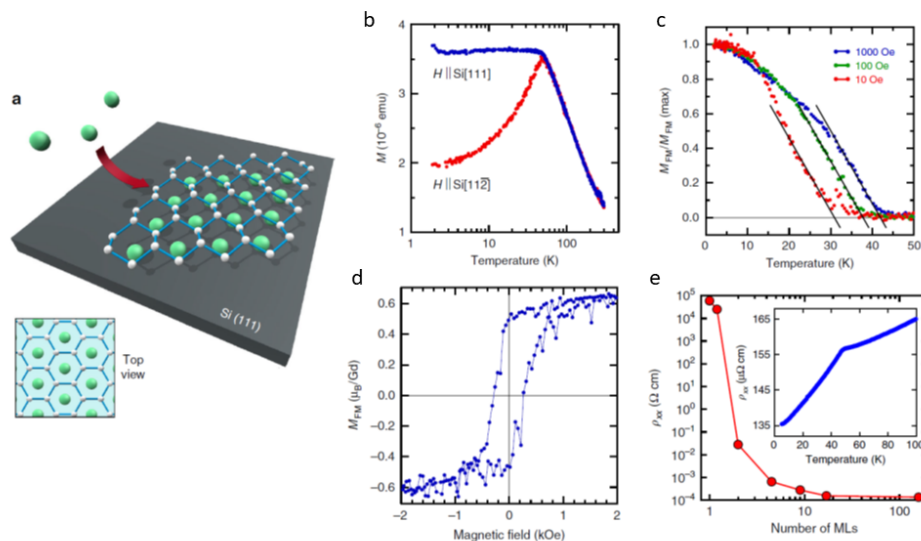 a
Si (111)
Top
view
b
M (10⁻⁶ emu)
4
3
2
1
H || Si[111]
H || Si[112̅]
1
10
100
Temperature (K)
c
M_FM/M_FM (max)
1.0
0.8
0.6
0.4
0.2
0.0
1000 Oe
100 Oe
10 Oe
0
10
20
30
40
50
Temperature (K)
d
M_FM (μ_B/Gd)
0.6
0.4
0.2
0.0
−0.2
−0.4
−0.6
−2
−1
0
1
2
Magnetic field (kOe)
e
ρ_xx (Ω cm)
10⁵
10⁴
10³
10²
10¹
10⁰
10⁻¹
10⁻²
10⁻³
10⁻⁴
1
10
100
Number of MLs
ρ_xx (μΩ cm)
165
155
145
135
0
20
40
60
80
100
Temperature (K)